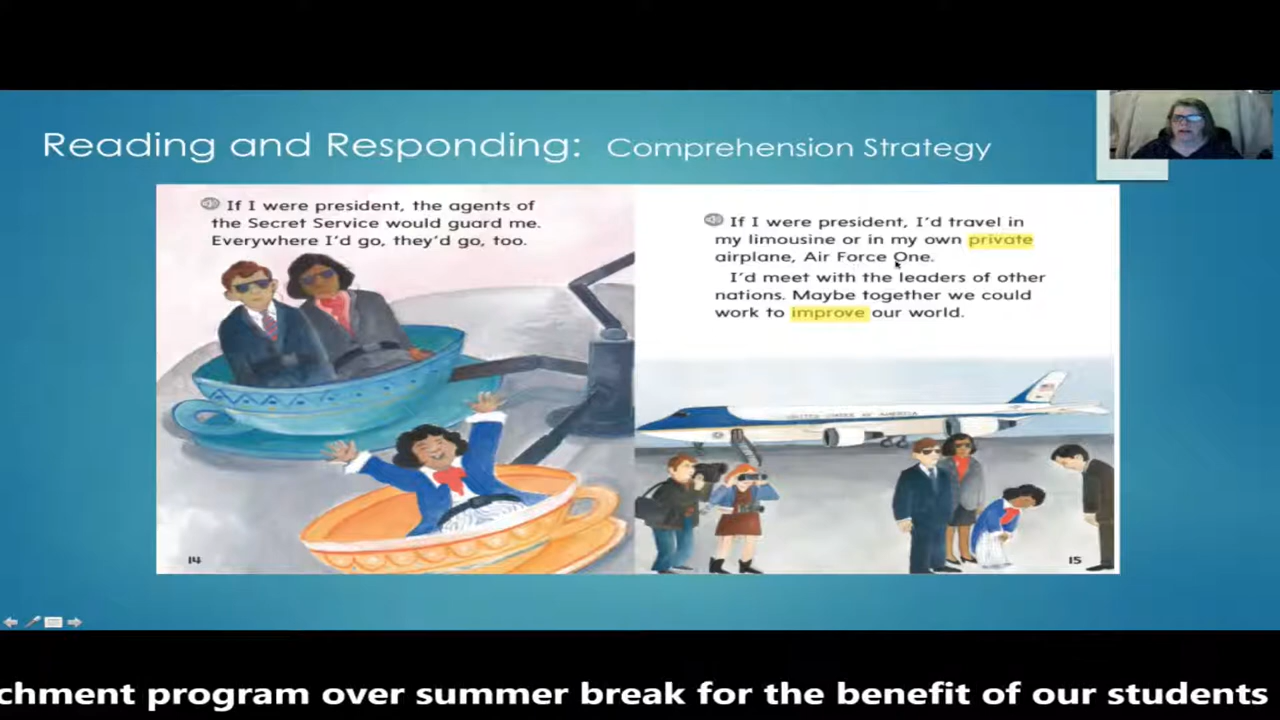 Reading and Responding: Comprehension Strategy
If I were president, the agents of
the Secret Service would guard me.
Everywhere I'd go, they'd go, too.
14
If I were president, I'd travel in
my limousine or in my own private
airplane, Air Force One.
I'd meet with the leaders of other
nations. Maybe together we could
work to improve our world.
UNITED STATES OF AMERICA
15
chment program over summer break for the benefit of our students